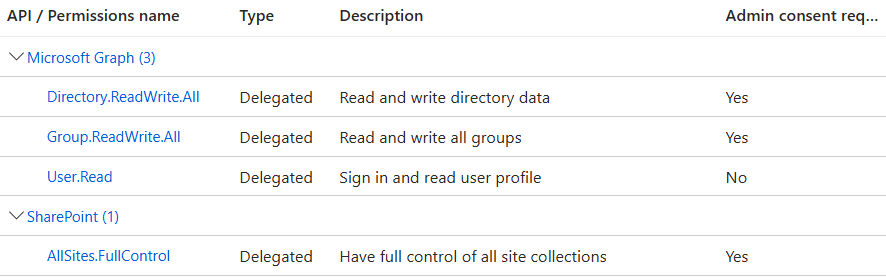 API / Permissions name Type Description Admin consent req...
Microsoft Graph (3)
Directory.ReadWrite.All Delegated Read and write directory data Yes
Group.ReadWrite.All Delegated Read and write all groups Yes
User.Read Delegated Sign in and read user profile No
SharePoint (1)
AllSites.FullControl Delegated Have full control of all site collections Yes